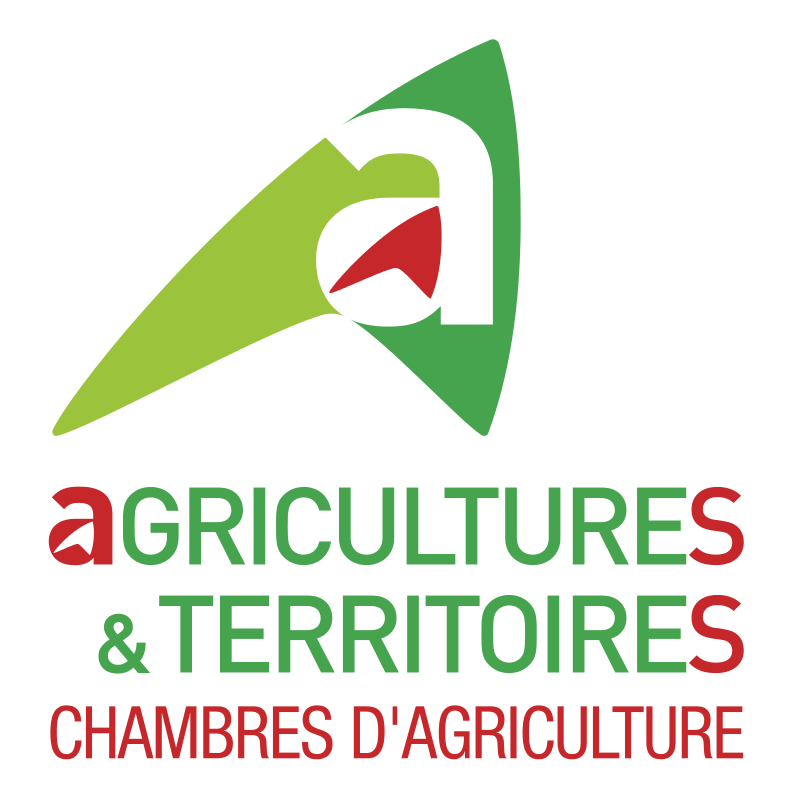 a
aGRICULTURES
& TERRITOIRES
CHAMBRES D'AGRICULTURE